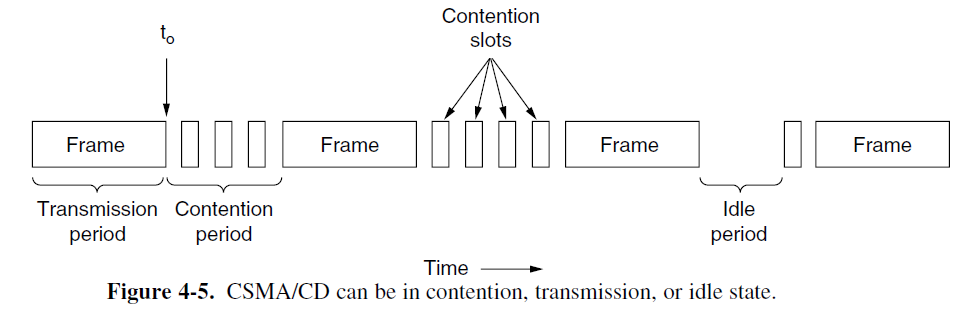 Contention
slots
to
Frame
Frame
Frame
Frame
Transmission
period
Contention
period
Idle
period
Time
Figure 4-5. CSMA/CD can be in contention, transmission, or idle state.